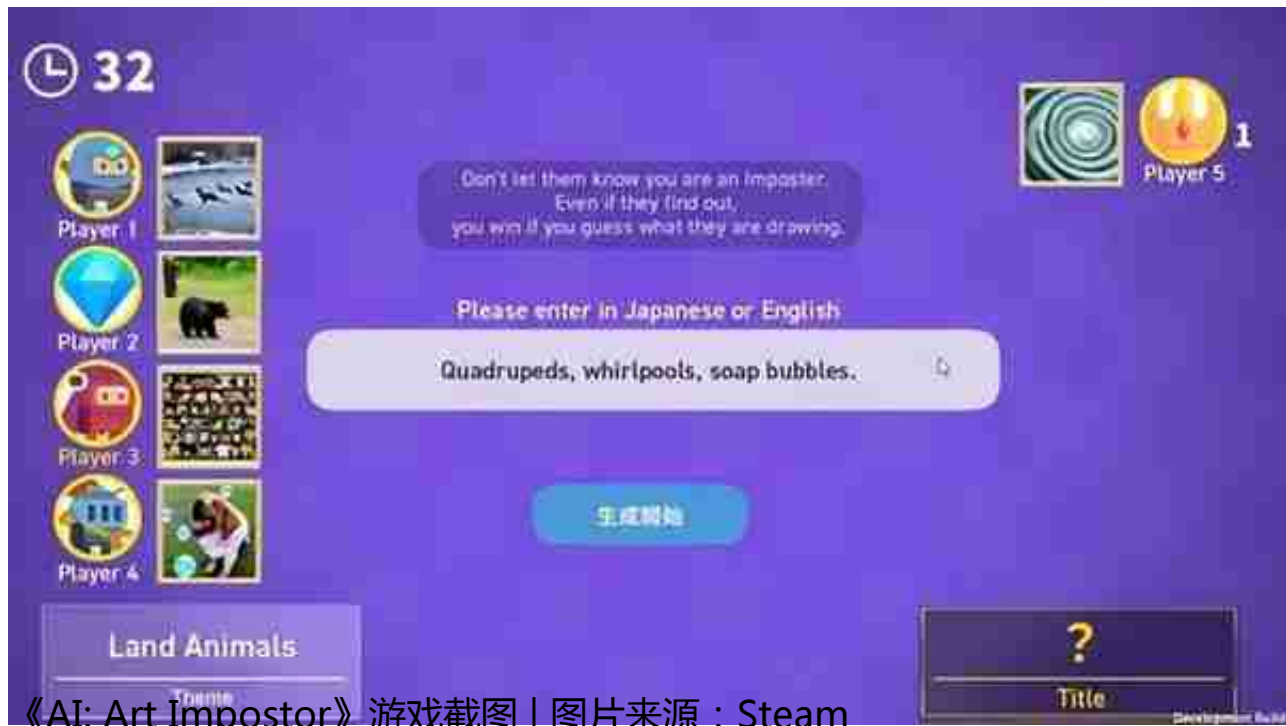 32
1
Player 5
Player 1
Don't let them know you are an Imposter.
Even if they find out,
you win if you guess what they are drawing.
Player 2
Please enter in Japanese or English
Quadrupeds, whirlpools, soap bubbles.
Player 3
生成開始
Player 4
Land Animals
Theme
?
Title
《AI: Art Impostor》游戏截图 | 图片来源：Steam